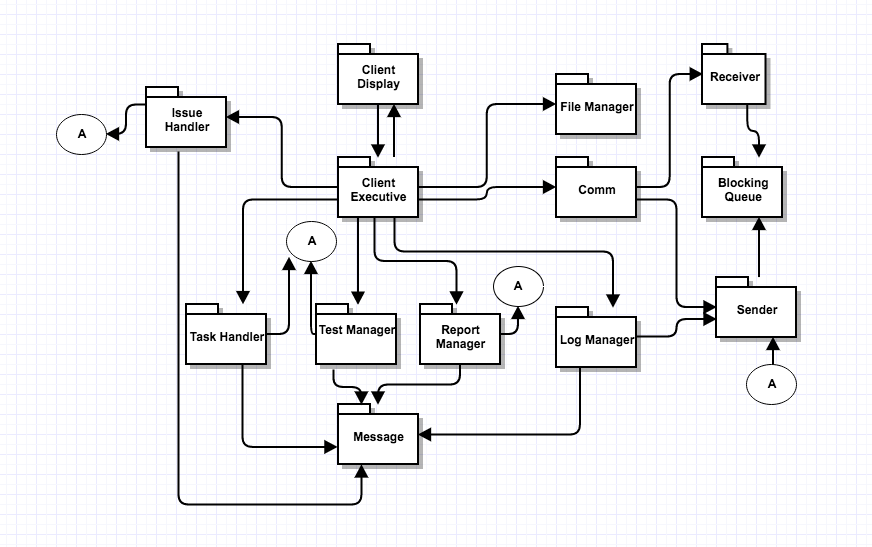 Client
Display
Receiver
File Manager
Issue
Handler
A
Client
Executive
Comm
Blocking
Queue
A
A
Sender
Task Handler
Test Manager
Report
Manager
Log Manager
A
Message